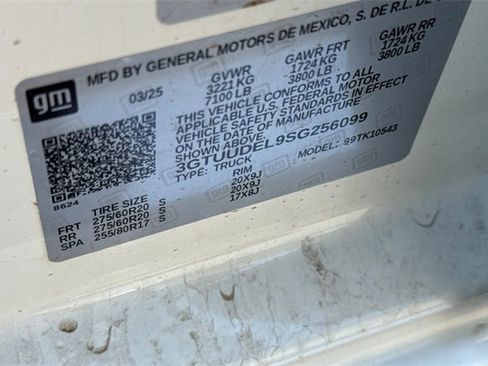 gm
MFD BY GENERAL MOTORS DE MEXICO, S. DE R.L. DE
03/25
GVWR
3221 KG
7100 LB
GAWR FRT
1724 KG
3800 LB
GAWR RR
1724 KG
3800 LB
THIS VEHICLE CONFORMS TO ALL
APPLICABLE U.S. FEDERAL MOTOR
VEHICLE SAFETY STANDARDS IN EFFECT
ON THE DATE OF MANUFACTURE
SHOWN ABOVE.
TYPE: TRUCK
MODEL: 99TK10543
8624
TIRE SIZE
RIM
FRT 275/60R20 S 20X9J
RR 275/60R20 S 20X9J
SPA 255/80R17 S 17X8J